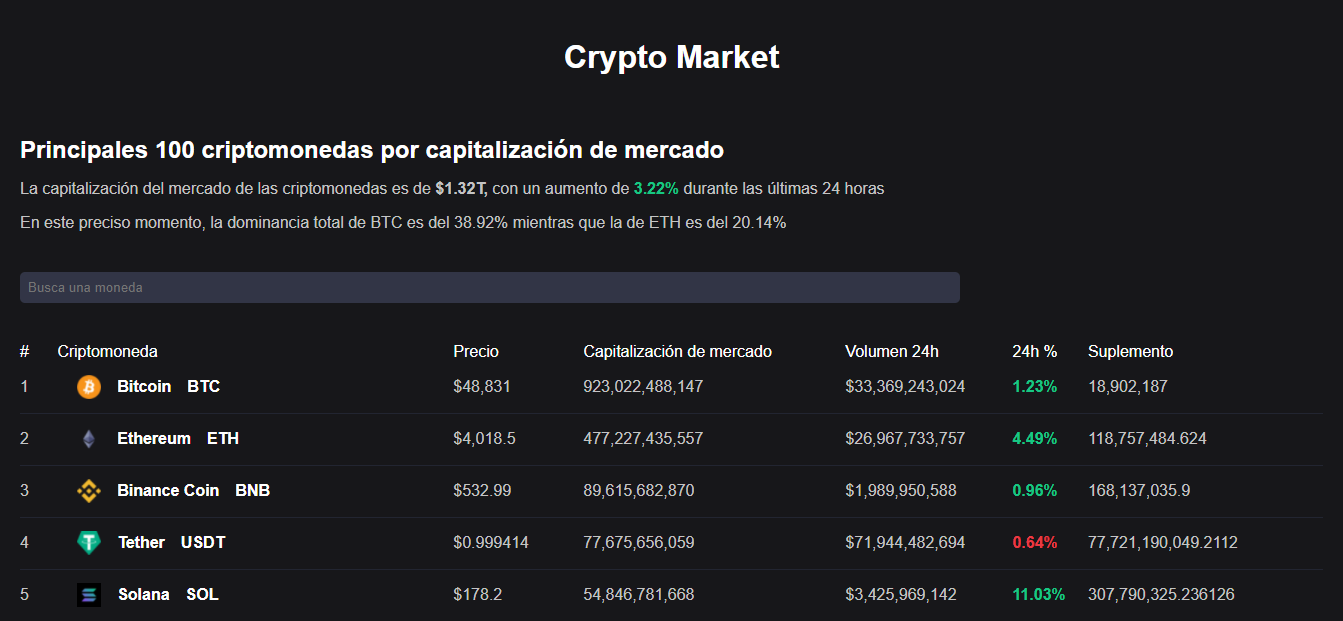 Crypto Market
Principales 100 criptomonedas por capitalización de mercado
La capitalización del mercado de las criptomonedas es de $1.32T, con un aumento de 3.22% durante las últimas 24 horas
En este preciso momento, la dominancia total de BTC es del 38.92% mientras que la de ETH es del 20.14%
Busca una moneda
# Criptomoneda Precio Capitalización de mercado Volumen 24h 24h % Suplemento
1 Bitcoin BTC $48,831 923,022,488,147 $33,369,243,024 1.23% 18,902,187
2 Ethereum ETH $4,018.5 477,227,435,557 $26,967,733,757 4.49% 118,757,484.624
3 Binance Coin BNB $532.99 89,615,682,870 $1,989,950,588 0.96% 168,137,035.9
4 Tether USDT $0.999414 77,675,656,059 $71,944,482,694 0.64% 77,721,190,049.2112
5 Solana SOL $178.2 54,846,781,668 $3,425,969,142 11.03% 307,790,325.236126